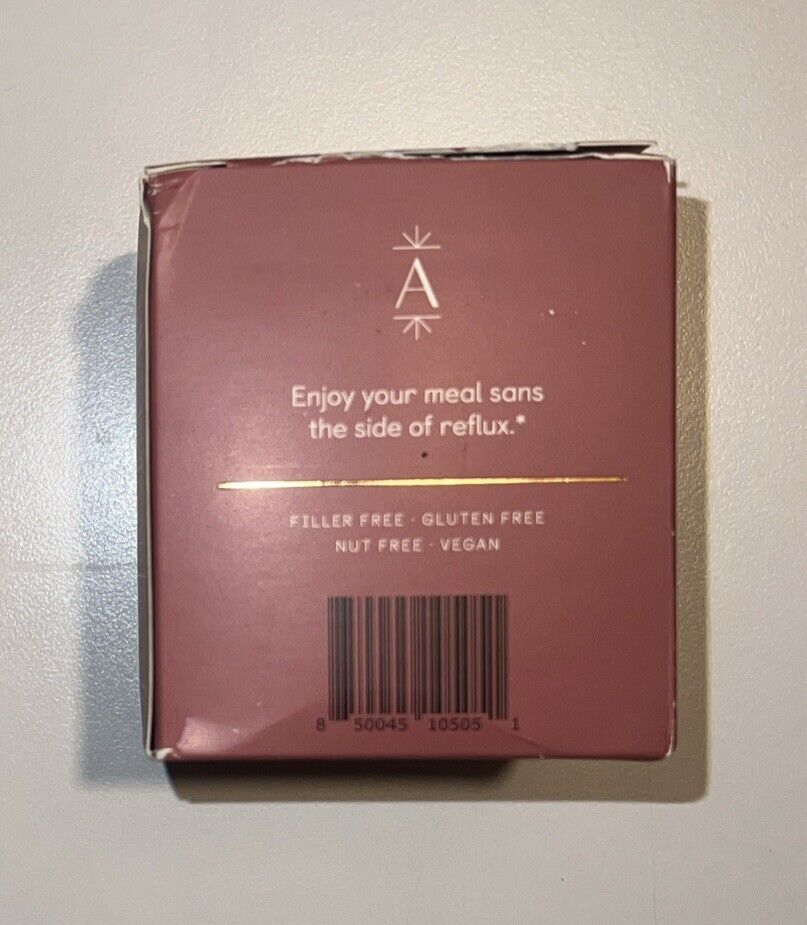 A
Enjoy your meal sans
the side of reflux.*
FILLER FREE · GLUTEN FREE
NUT FREE · VEGAN
8 50045 10505 1